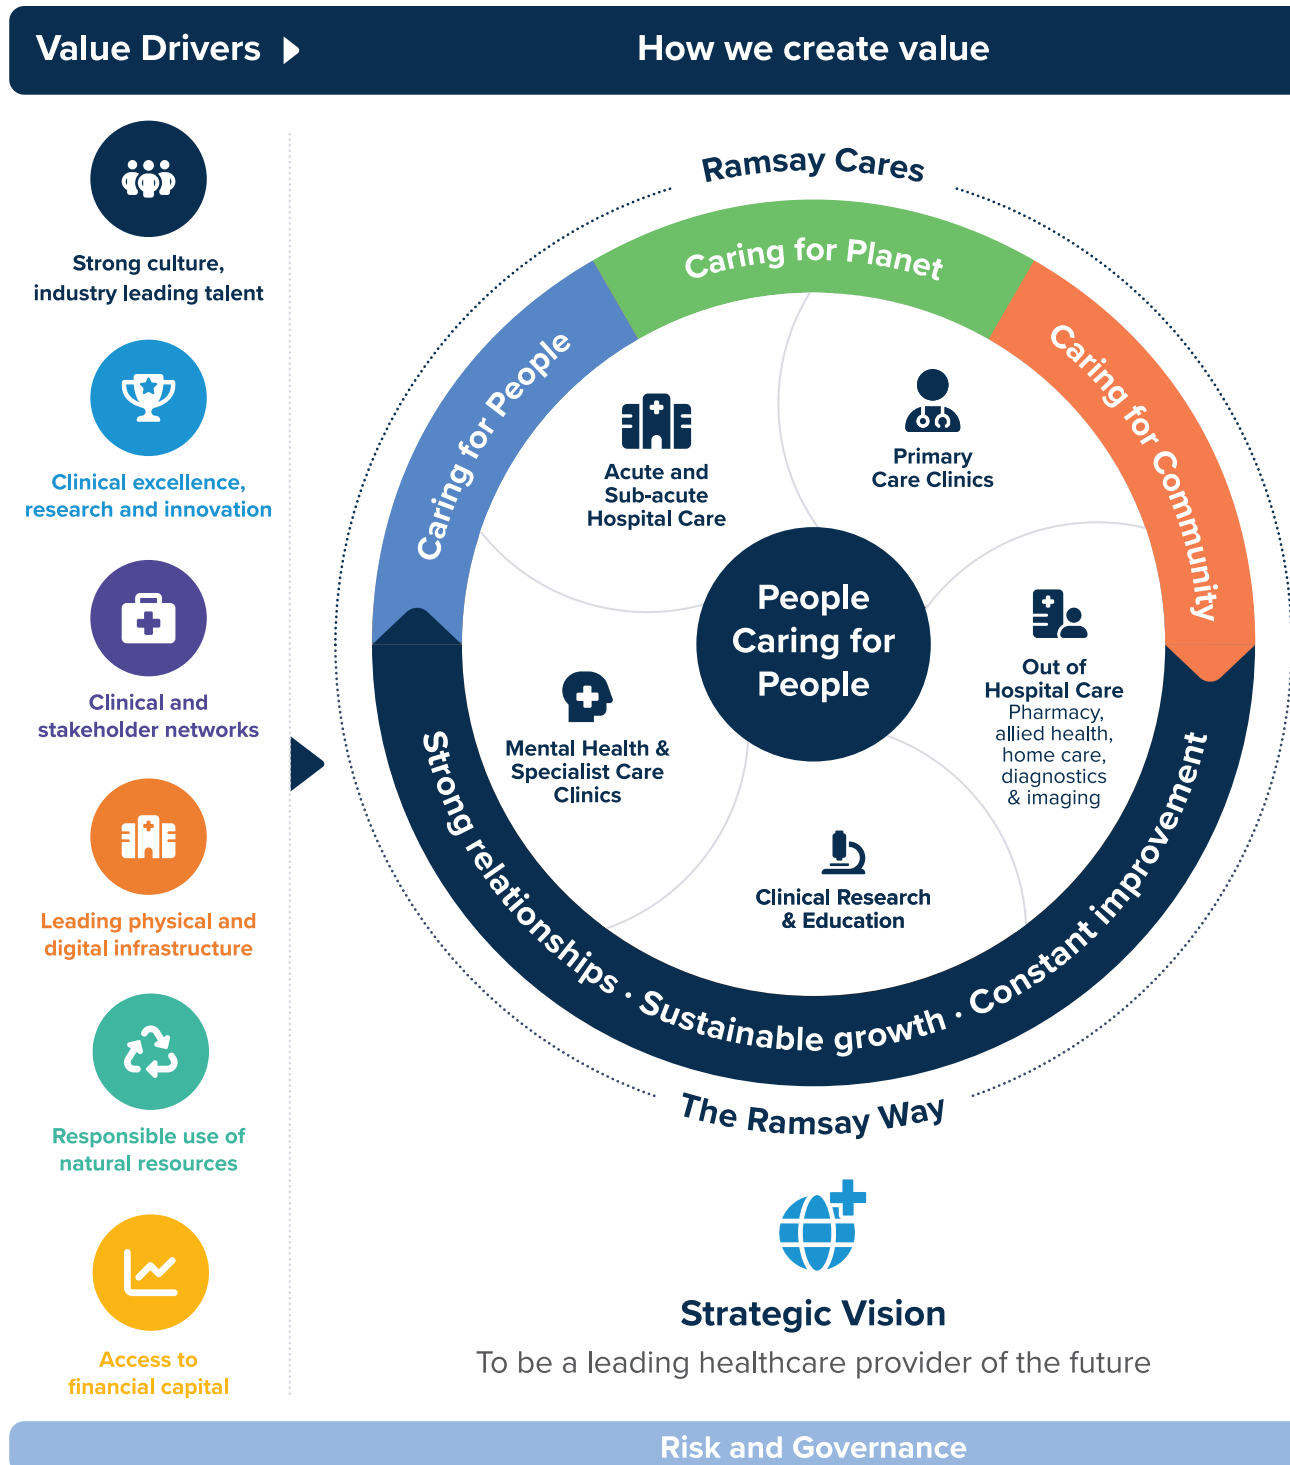 Value Drivers
How we create value
Strong culture,
industry leading talent
Clinical excellence,
research and innovation
Clinical and
stakeholder networks
Leading physical and
digital infrastructure
Responsible use of
natural resources
Access to
financial capital
Ramsay Cares
Caring for People
Caring for Planet
Caring for Community
Acute and
Sub-acute
Hospital Care
Primary
Care Clinics
People
Caring for
People
Out of
Hospital Care
Pharmacy,
allied health,
home care,
diagnostics
& imaging
Mental Health &
Specialist Care
Clinics
Clinical Research
& Education
Strong relationships · Sustainable growth · Constant improvement
The Ramsay Way
Strategic Vision
To be a leading healthcare provider of the future
Risk and Governance